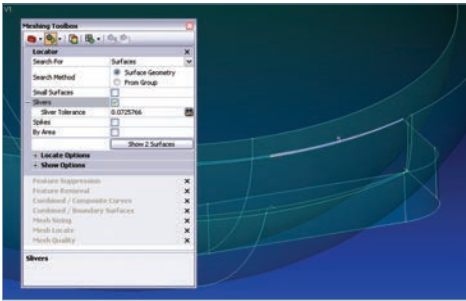 V1
Meshing Toolbox
Locator
Search For Surfaces
Search Method Surface Geometry
From Group
Small Surfaces
Slivers
Sliver Tolerance 0.0725766
Spikes
By Area
Show 2 Surfaces
+ Locate Options
+ Show Options
Feature Suppression
Feature Removal
Combined / Composite Curves
Combined / Boundary Surfaces
Mesh Sizing
Mesh Locate
Mesh Quality
Slivers